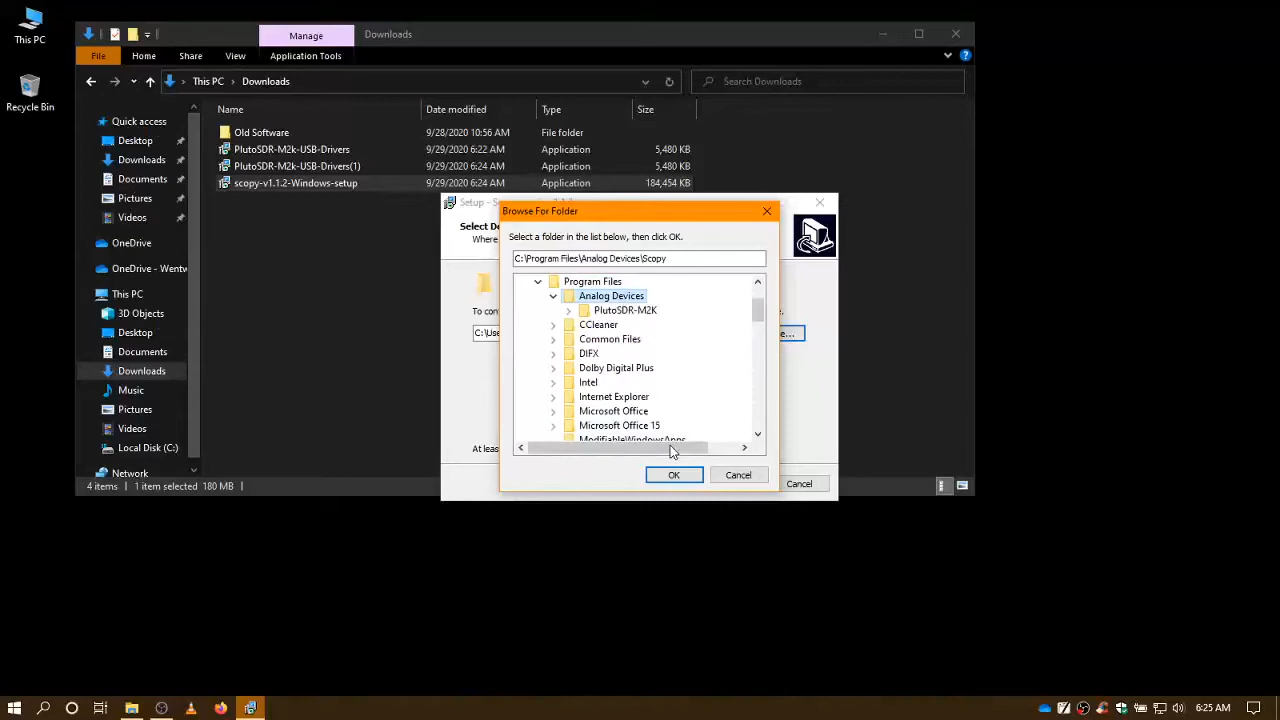 This PC
Recycle Bin
Manage
Downloads
File
Home
Share
View
Application Tools
This PC
Downloads
Search Downloads
Name
Date modified
Type
Size
Quick access
Desktop
Downloads
Documents
Pictures
Videos
OneDrive
OneDrive - Wentw
This PC
3D Objects
Desktop
Documents
Downloads
Music
Pictures
Videos
Local Disk (C:)
Network
Old Software
9/28/2020 10:56 AM
File folder
PlutoSDR-M2k-USB-Drivers
9/29/2020 6:22 AM
Application
5,480 KB
PlutoSDR-M2k-USB-Drivers(1)
9/29/2020 6:24 AM
Application
5,480 KB
scopy-v1.1.2-Windows-setup
9/29/2020 6:24 AM
Application
184,454 KB
4 items
1 item selected 180 MB
Setup - S
Select De
Where
To con
C:\Use
e...
At leas
Cancel
Browse For Folder
Select a folder in the list below, then click OK.
C:\Program Files\Analog Devices\Scopy
Program Files
Analog Devices
PlutoSDR-M2K
CCleaner
Common Files
DIFX
Dolby Digital Plus
Intel
Internet Explorer
Microsoft Office
Microsoft Office 15
ModifiableWindowsApps
OK
Cancel
6:25 AM